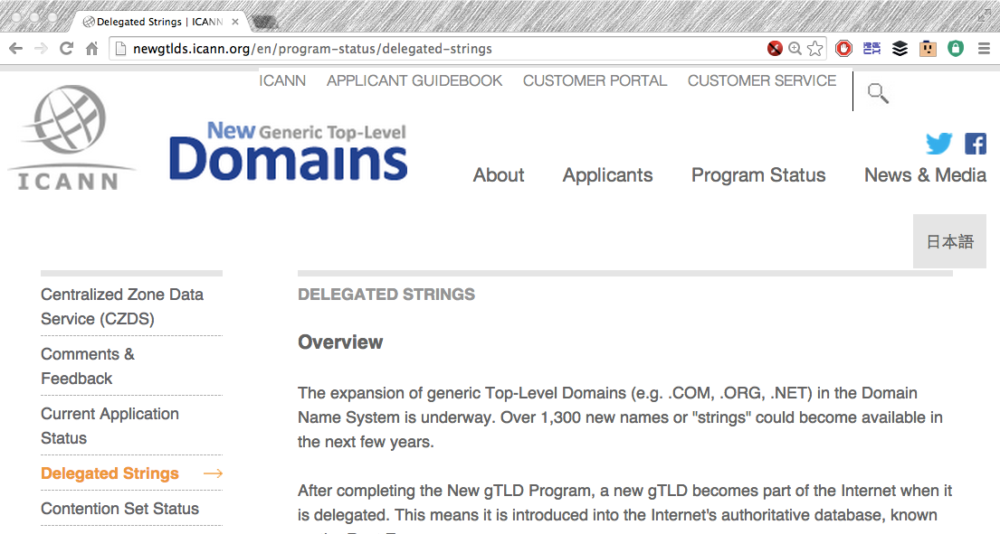 Delegated Strings | ICANN
newgtlds.icann.org/en/program-status/delegated-strings
ICANN APPLICANT GUIDEBOOK CUSTOMER PORTAL CUSTOMER SERVICE
ICANN
New Generic Top-Level
Domains
About Applicants Program Status News & Media
日本語
Centralized Zone Data
Service (CZDS)
Comments &
Feedback
Current Application
Status
Delegated Strings
Contention Set Status
DELEGATED STRINGS
Overview
The expansion of generic Top-Level Domains (e.g. .COM, .ORG, .NET) in the Domain
Name System is underway. Over 1,300 new names or "strings" could become available in
the next few years.
After completing the New gTLD Program, a new gTLD becomes part of the Internet when it
is delegated. This means it is introduced into the Internet's authoritative database, known